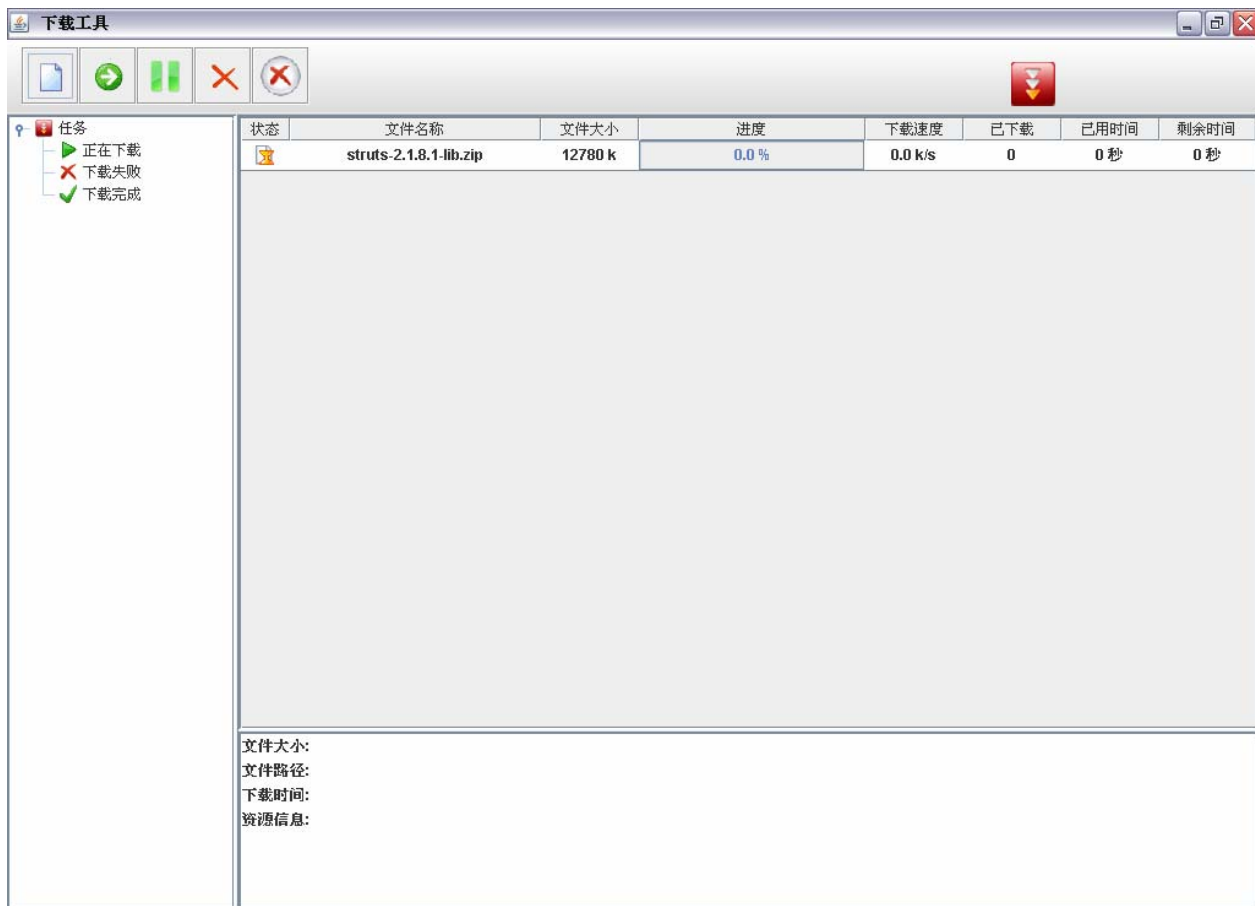 下载工具
任务
正在下载
下载失败
下载完成
状态 文件名称 文件大小 进度 下载速度 已下载 已用时间 剩余时间
struts-2.1.8.1-lib.zip 12780 k 0.0 % 0.0 k/s 0 0 秒 0 秒
文件大小:
文件路径:
下载时间:
资源信息: